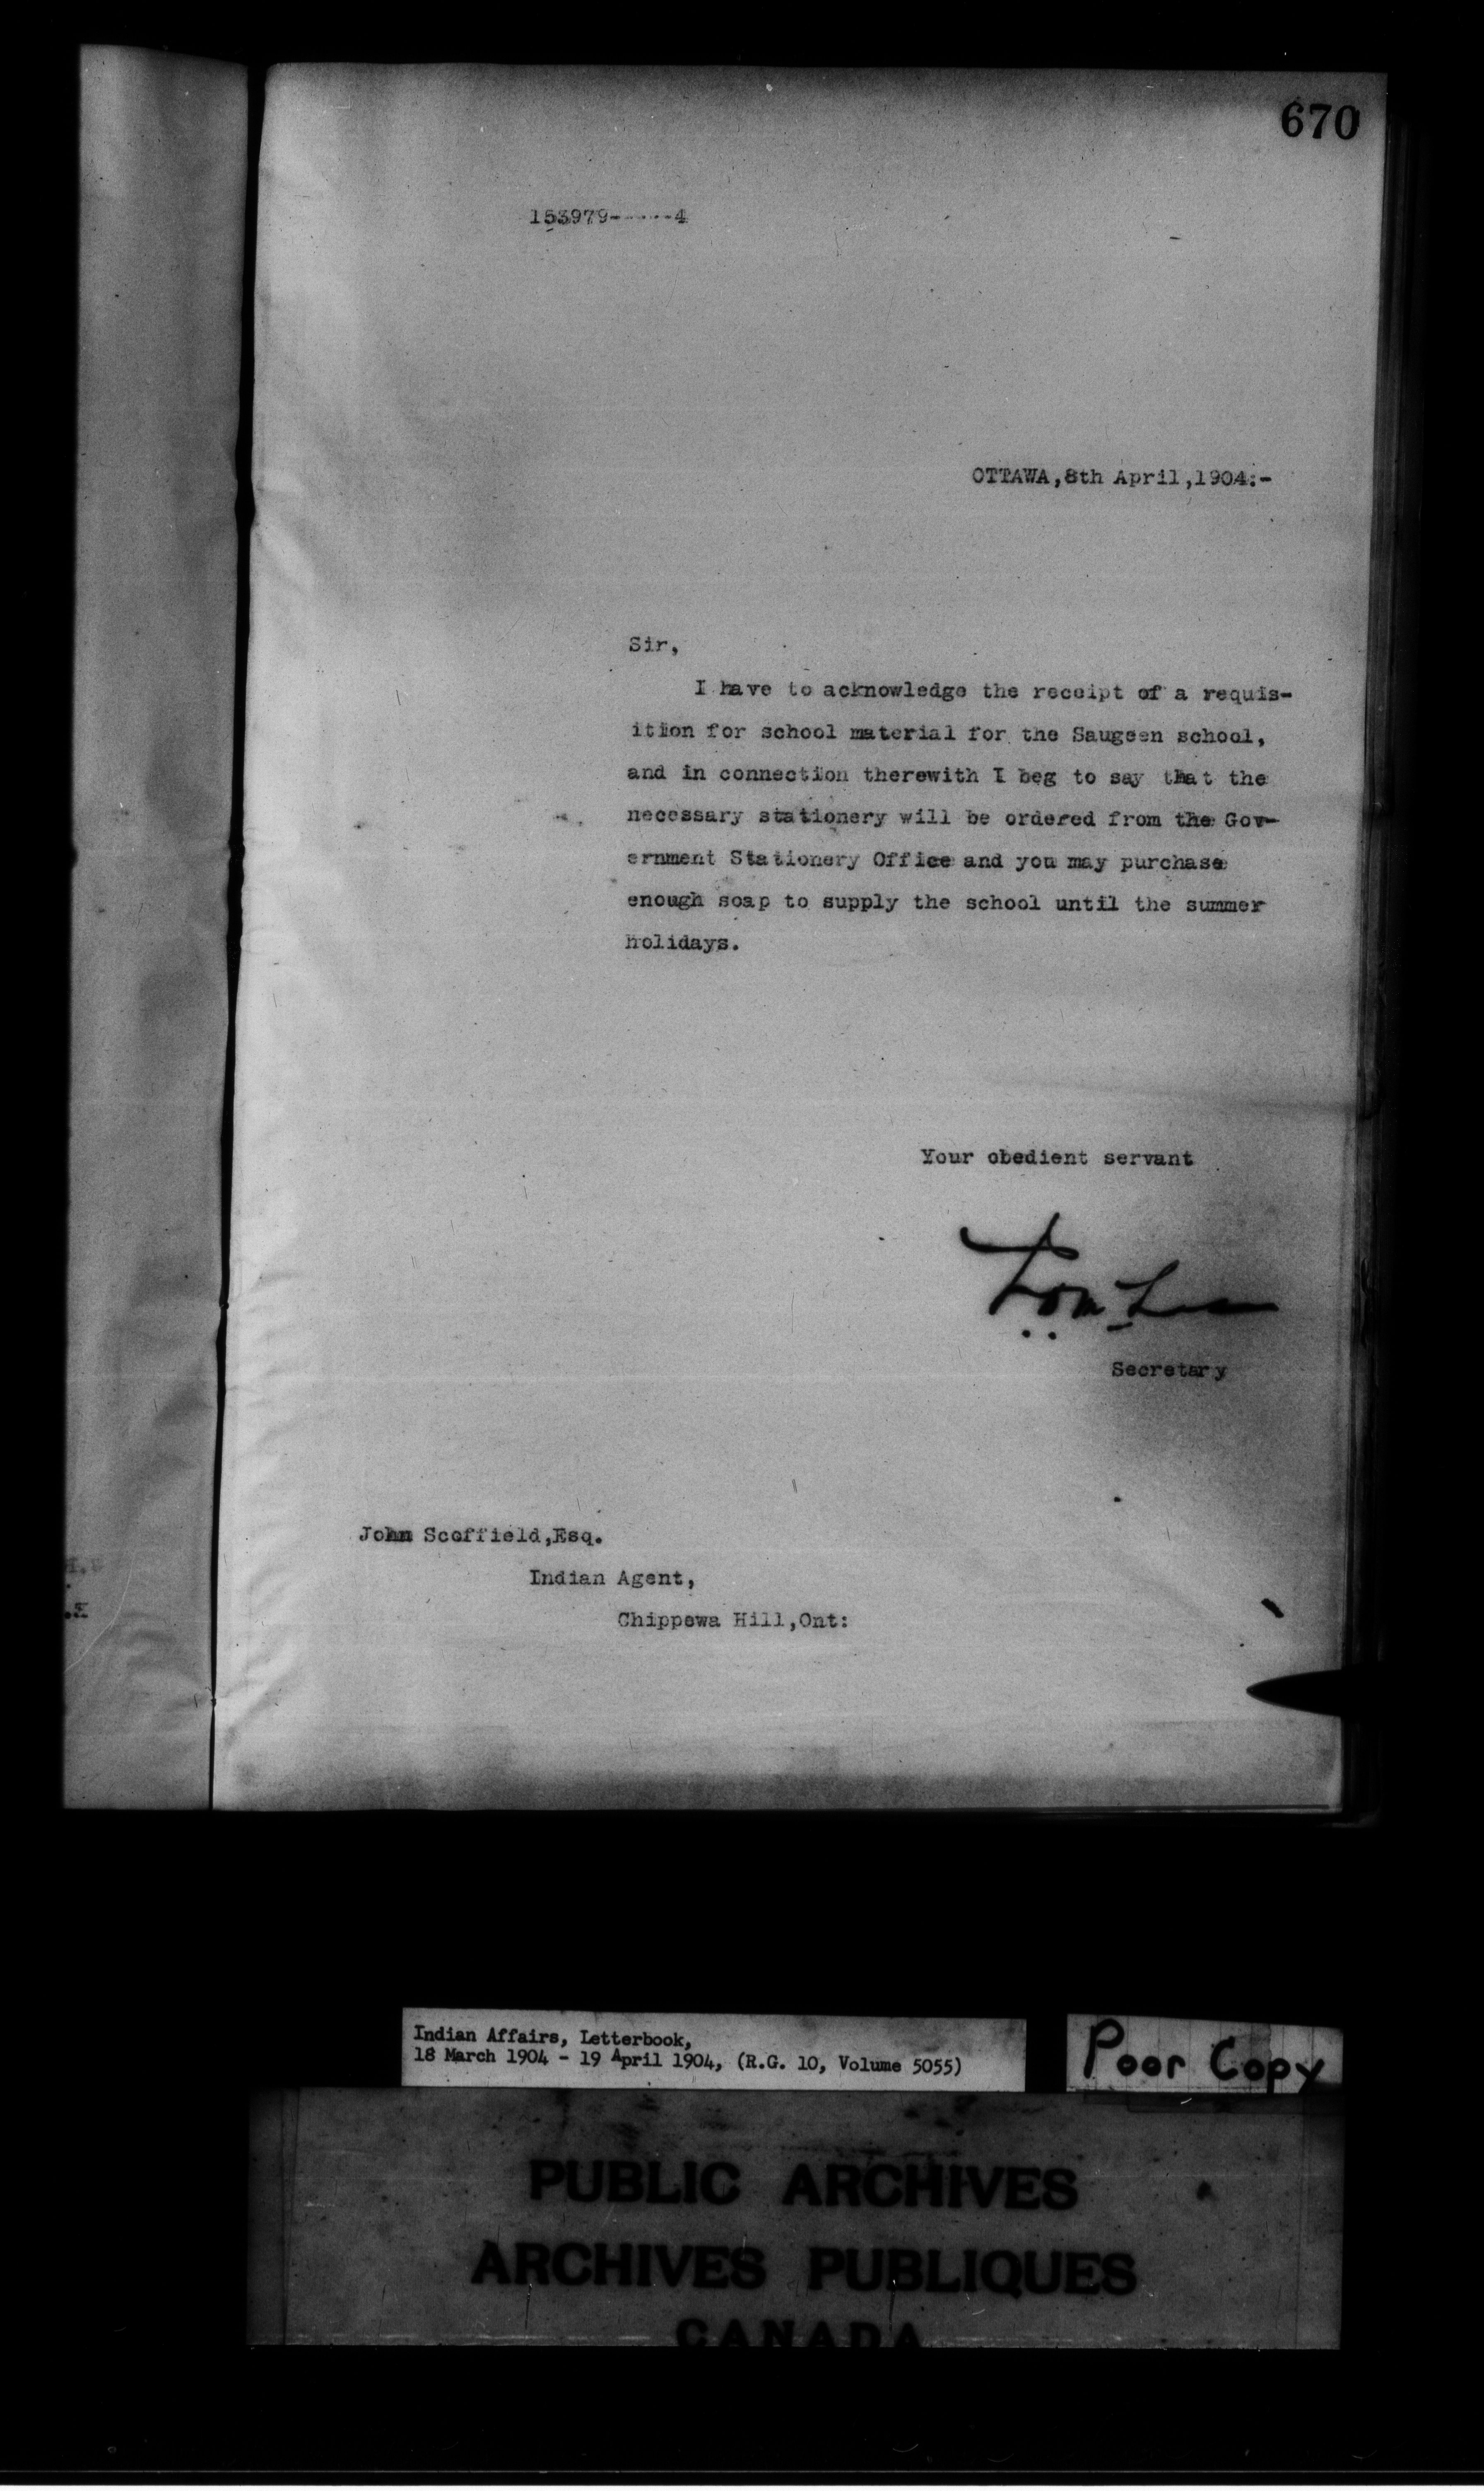 670
153979------4
OTTAWA,8th April,1904:-
Sir,
I have to acknowledge the receipt of a requis-
ition for school material for the Saugeen school,
and in connection therewith I beg to say that the
necessary stationery will be ordered from the Gov-
ernment Stationery Office and you may purchase
enough soap to supply the school until the summer
holidays.
Your obedient servant
Secretary
John Scoffield,Esq.
Indian Agent,
Chippewa Hill,Ont:
Indian Affairs, Letterbook,
18 March 1904 - 19 April 1904, (R.G. 10, Volume 5055)
Poor Copy
PUBLIC ARCHIVES
ARCHIVES PUBLIQUES
CANADA